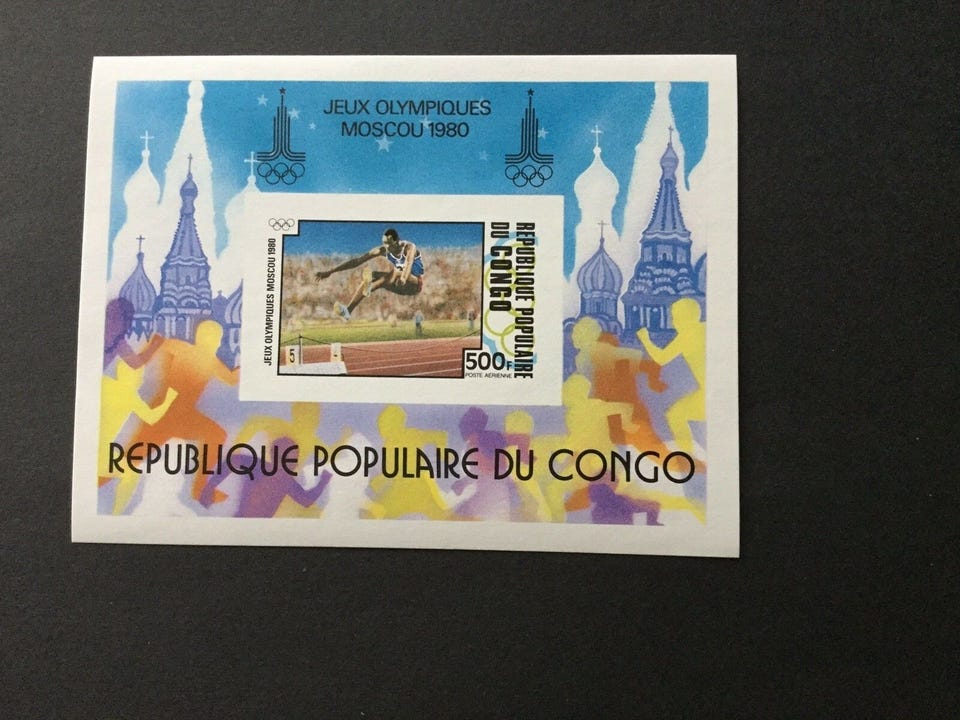 JEUX OLYMPIQUES
MOSCOU 1980
JEUX OLYMPIQUES MOSCOU 1980
REPUBLIQUE POPULAIRE
DU CONGO
5
500F
POSTE AÉRIENNE
REPUBLIQUE POPULAIRE DU CONGO